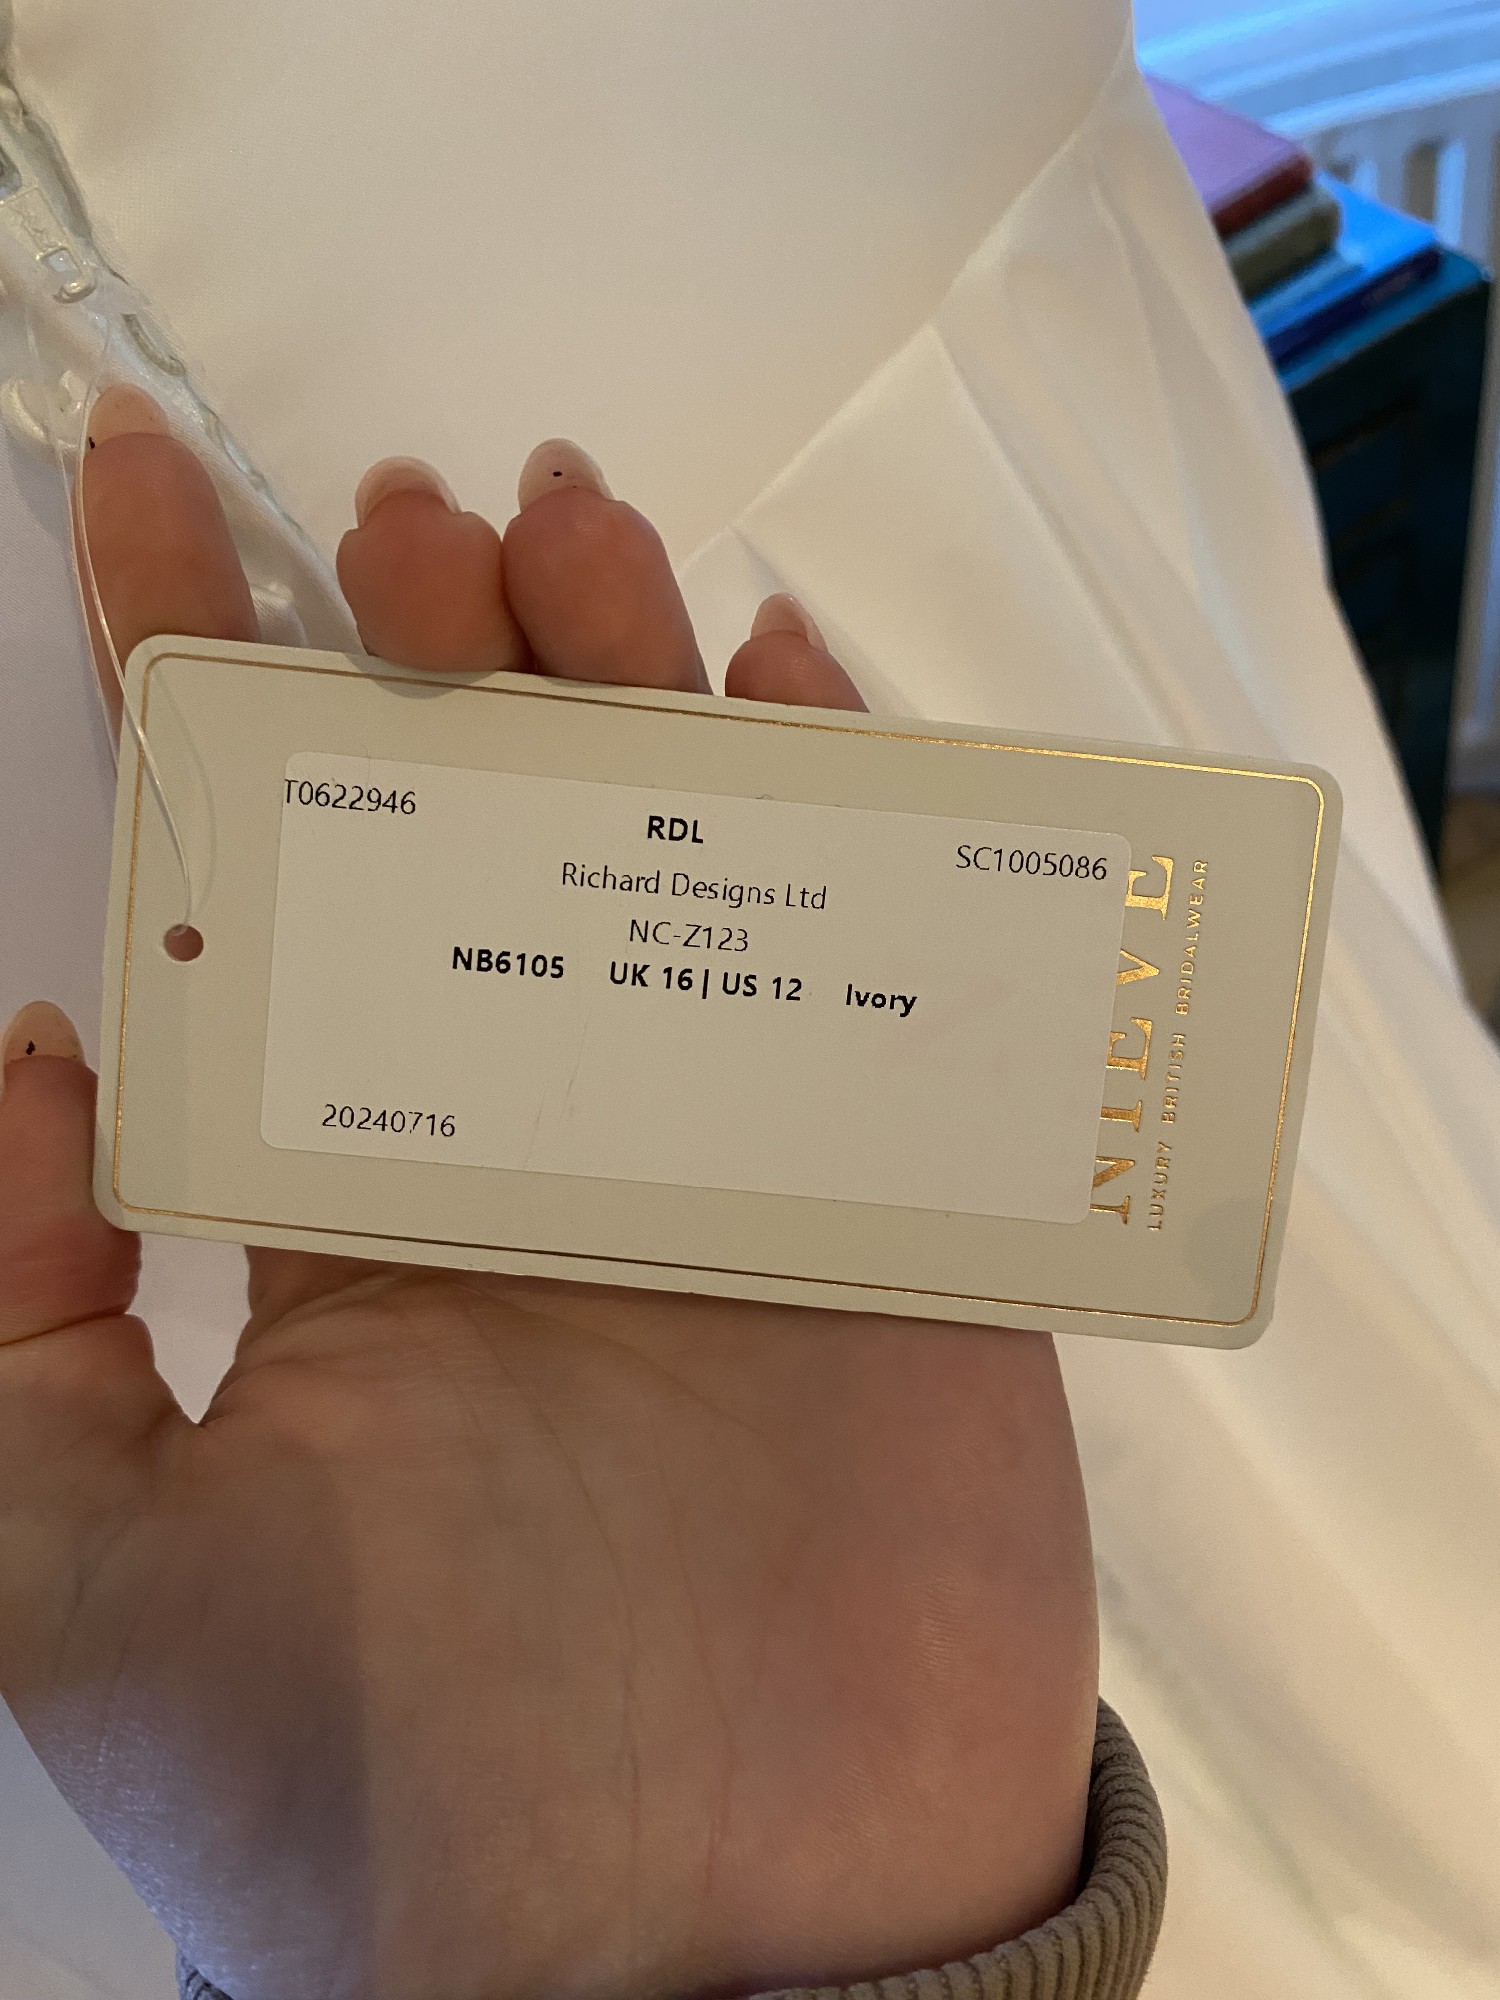 T0622946
RDL
SC1005086
Richard Designs Ltd
NC-Z123
NB6105 UK 16 | US 12 Ivory
20240716
NIEVE
LUXURY BRITISH BRIDALWEAR